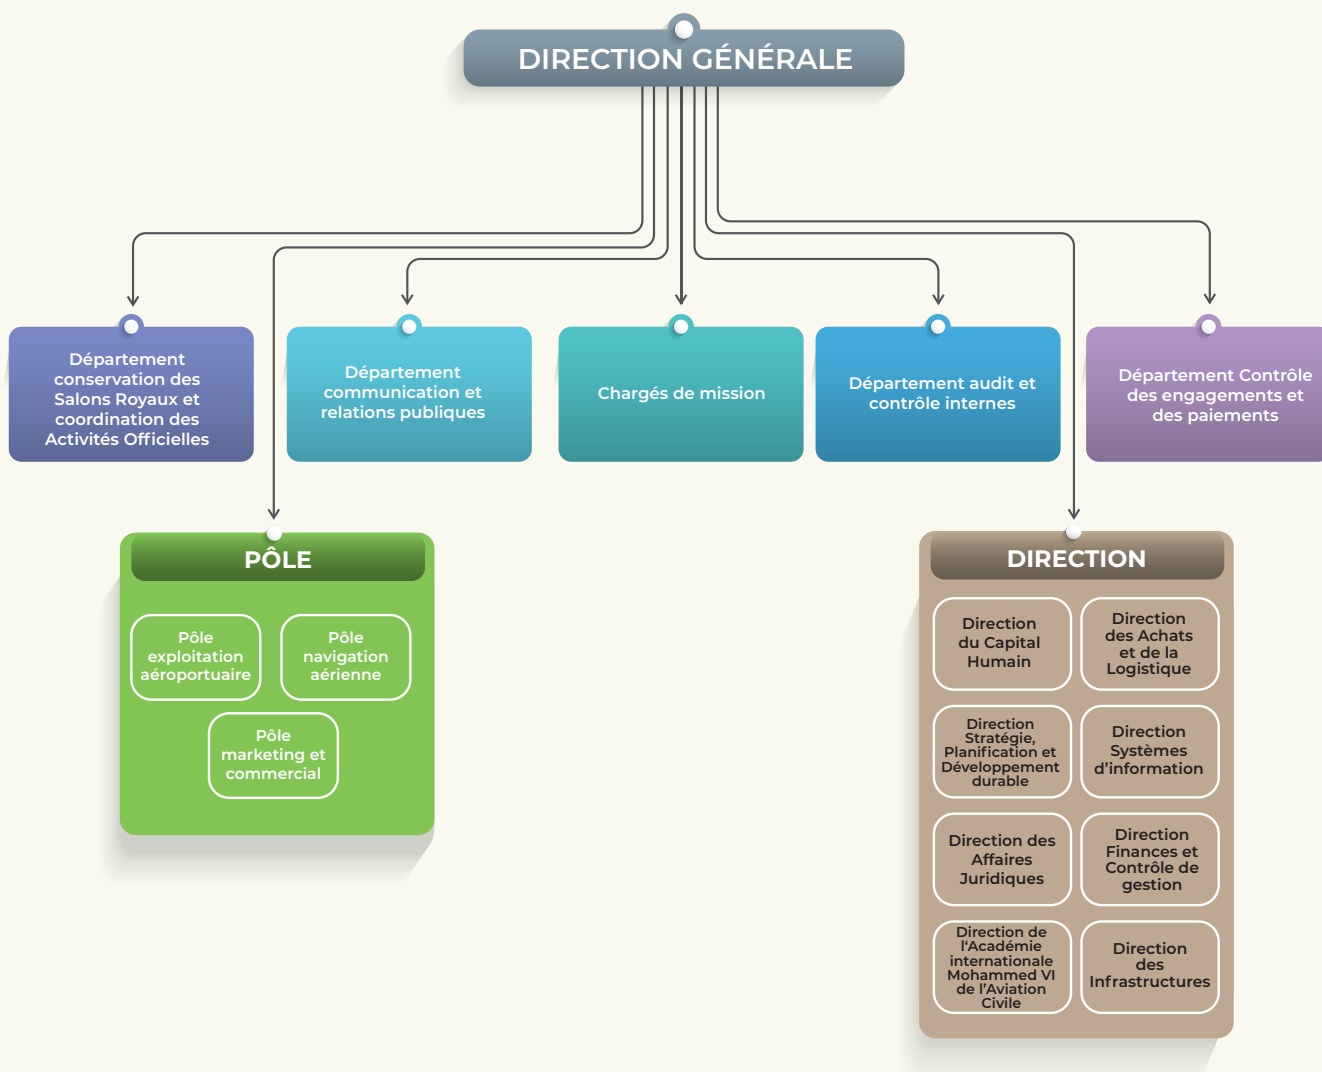 DIRECTION GÉNÉRALE
Département
conservation des
Salons Royaux et
coordination des
Activités Officielles
Département
communication et
relations publiques
Chargés de mission
Département audit et
contrôle internes
Département Contrôle
des engagements et
des paiements
PÔLE
Pôle
exploitation
aéroportuaire
Pôle
navigation
aérienne
Pôle
marketing et
commercial
DIRECTION
Direction
du Capital
Humain
Direction
des Achats
et de la
Logistique
Direction
Stratégie,
Planification et
Développement
durable
Direction
Systèmes
d’information
Direction des
Affaires
Juridiques
Direction
Finances et
Contrôle de
gestion
Direction de
l‘Académie
internationale
Mohammed VI
de l’Aviation
Civile
Direction
des
Infrastructures